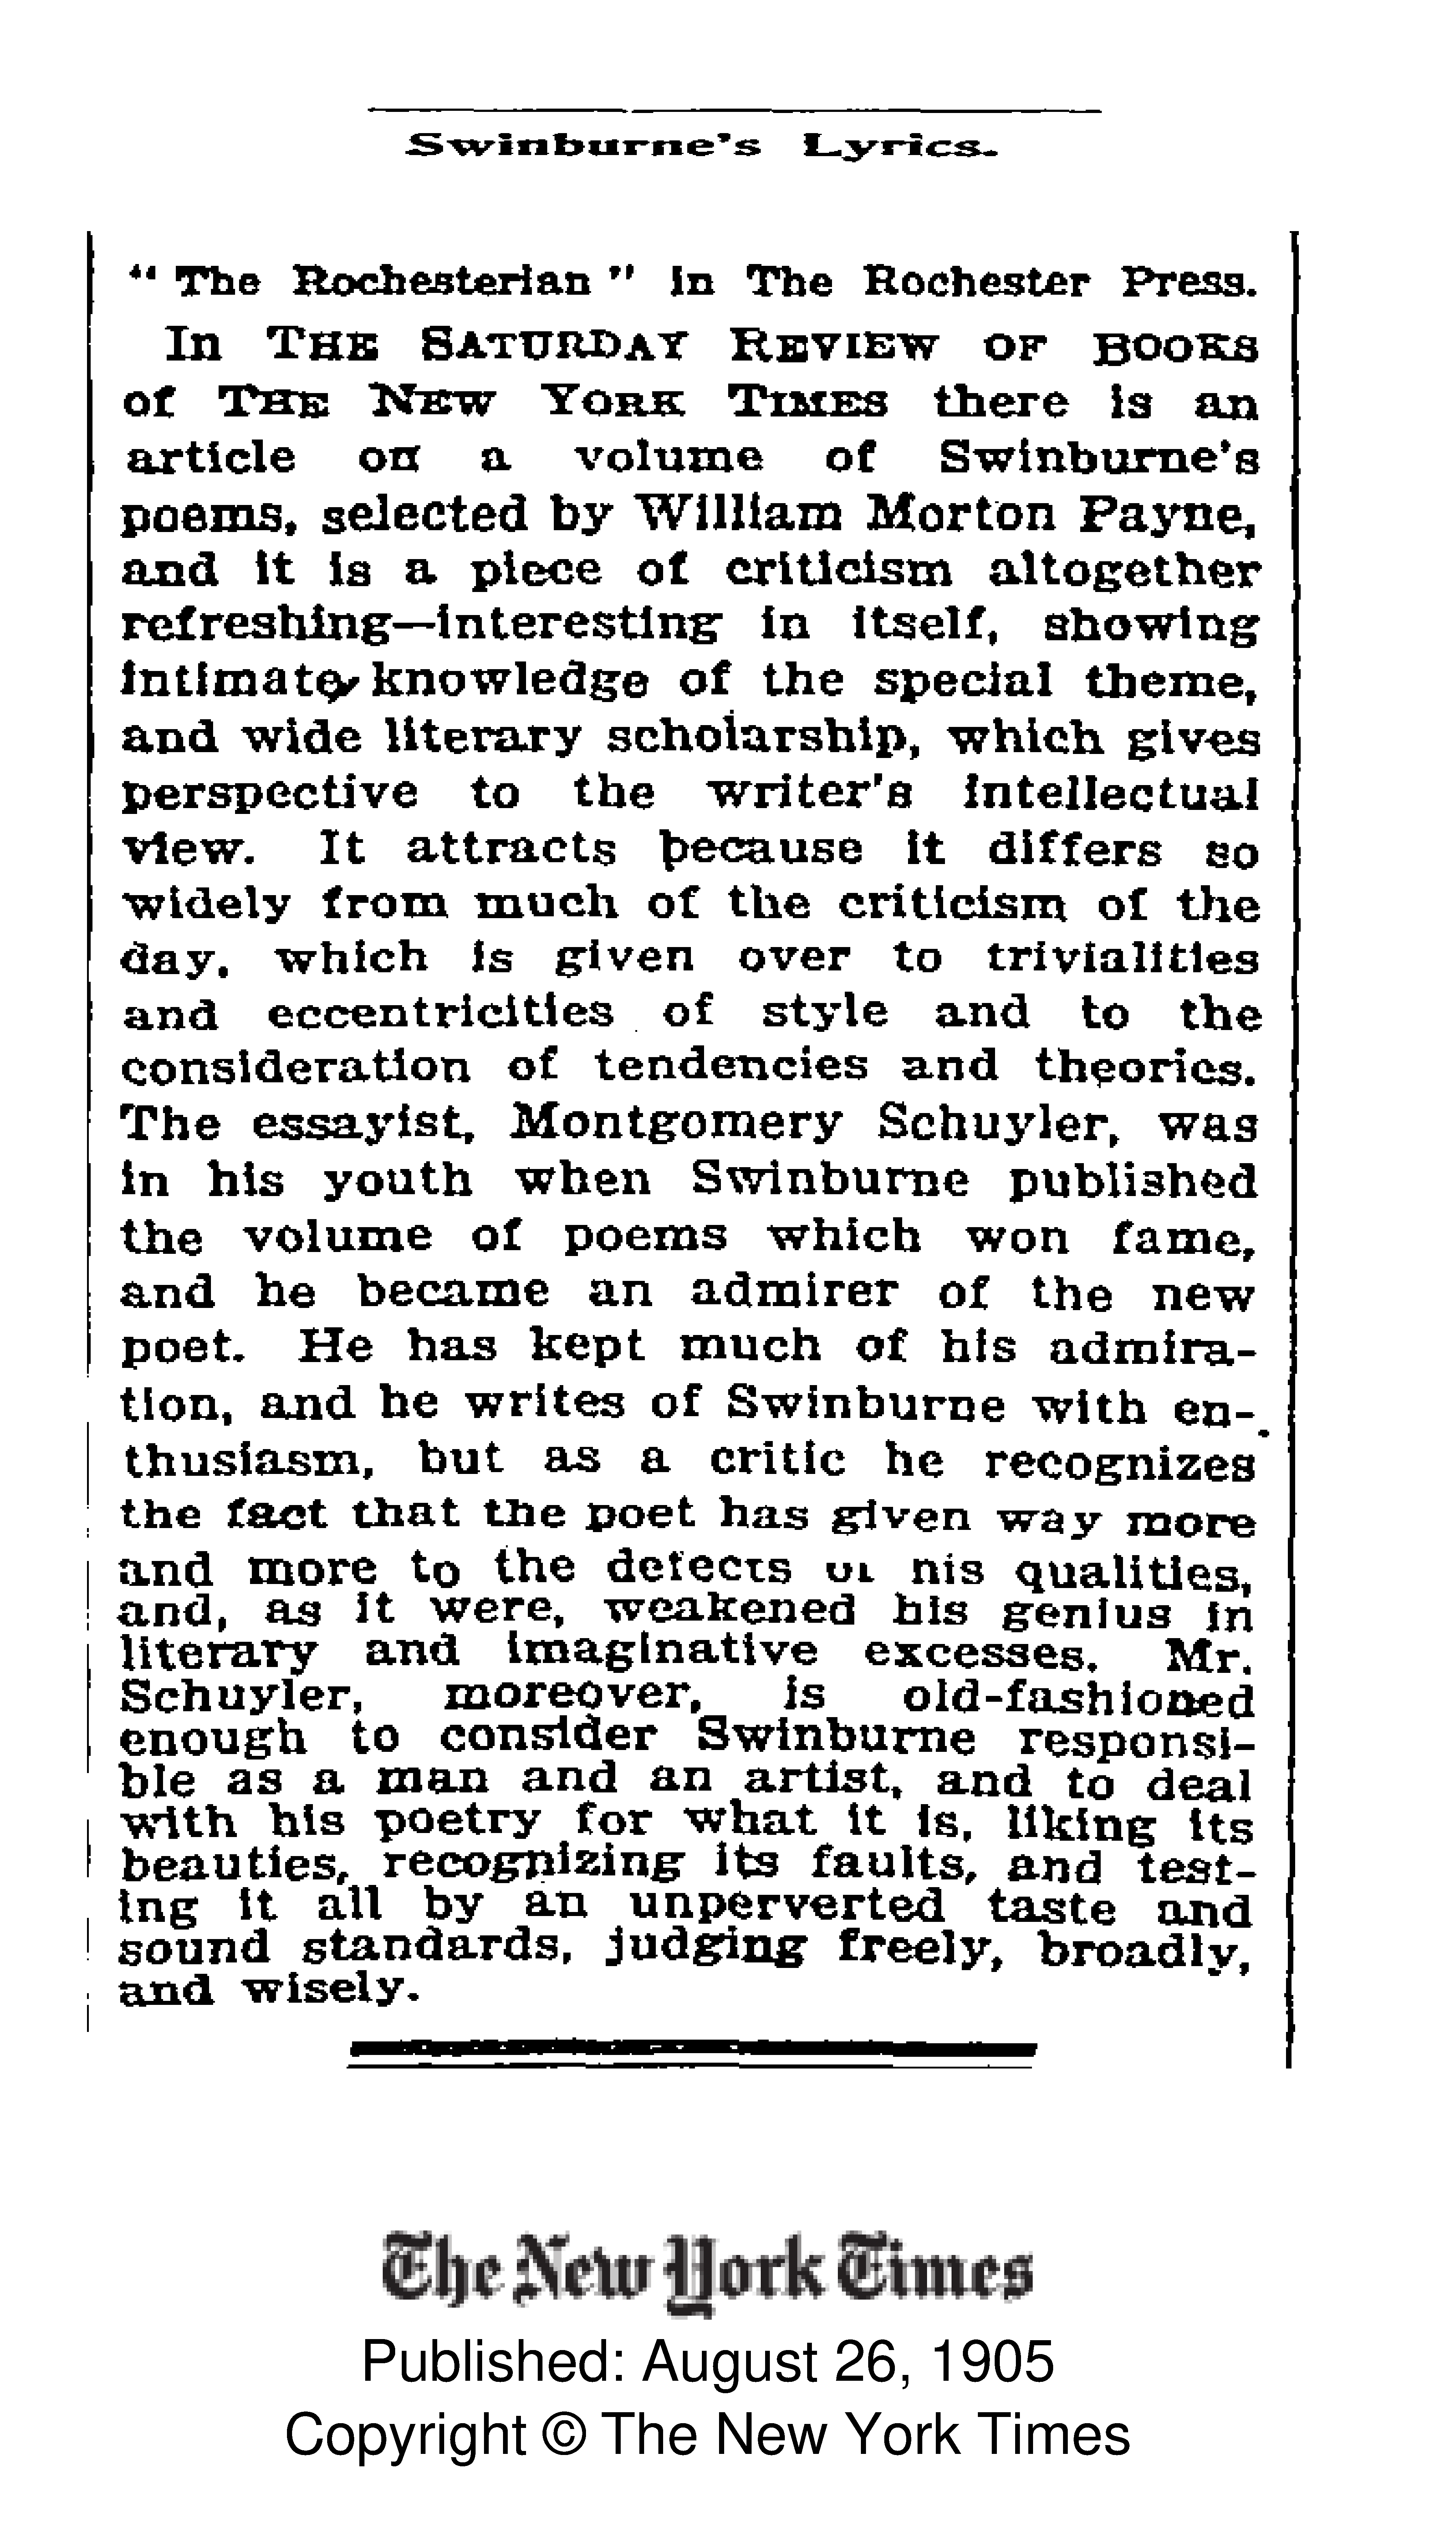 Swinburne's Lyrics.
" The Rochesterian " in The Rochester Press.
In THE SATURDAY REVIEW OF BOOKS
of THE NEW YORK TIMES there is an
article on a volume of Swinburne's
poems, selected by William Morton Payne,
and it is a piece of criticism altogether
refreshing—interesting in itself, showing
intimate knowledge of the special theme,
and wide literary scholarship, which gives
perspective to the writer's intellectual
view. It attracts because it differs so
widely from much of the criticism of the
day, which is given over to trivialities
and eccentricities of style and to the
consideration of tendencies and theories.
The essayist, Montgomery Schuyler, was
in his youth when Swinburne published
the volume of poems which won fame,
and he became an admirer of the new
poet. He has kept much of his admira-
tion, and he writes of Swinburne with en-
thusiasm, but as a critic he recognizes
the fact that the poet has given way more
and more to the defects of his qualities,
and, as it were, weakened his genius in
literary and imaginative excesses. Mr.
Schuyler, moreover, is old-fashioned
enough to consider Swinburne responsi-
ble as a man and an artist, and to deal
with his poetry for what it is, liking its
beauties, recognizing its faults, and test-
ing it all by an unperverted taste and
sound standards, judging freely, broadly,
and wisely.
The New York Times
Published: August 26, 1905
Copyright © The New York Times